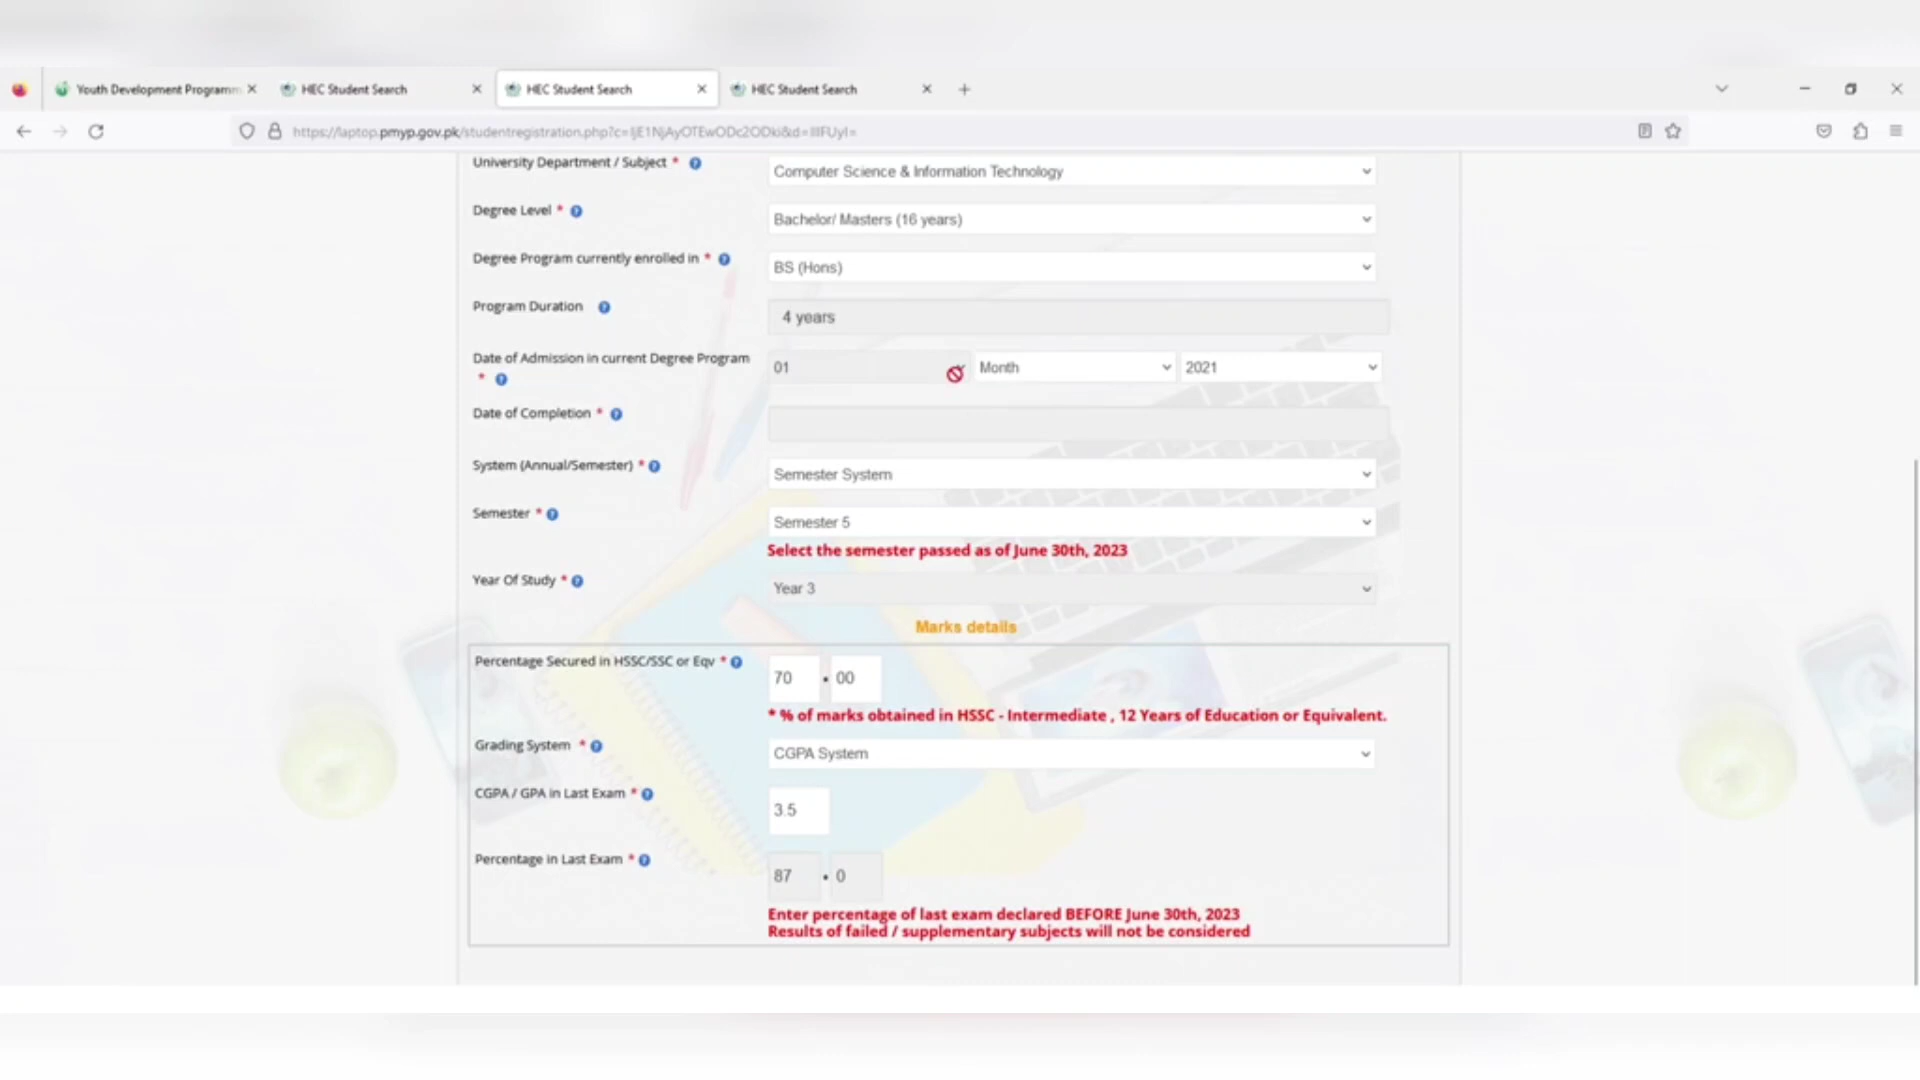 Youth Development Programm
HEC Student Search
HEC Student Search
HEC Student Search
University Department / Subject *
Computer Science & Information Technology
Degree Level *
Bachelor/ Masters (16 years)
Degree Program currently enrolled in *
BS (Hons)
Program Duration
4 years
Date of Admission in current Degree Program
*
01
Month
2021
Date of Completion *
System (Annual/Semester) *
Semester System
Semester *
Semester 5
Select the semester passed as of June 30th, 2023
Year Of Study *
Year 3
Marks details
Percentage Secured in HSSC/SSC or Eqv *
70 . 00
* % of marks obtained in HSSC - Intermediate , 12 Years of Education or Equivalent.
Grading System *
CGPA System
CGPA / GPA in Last Exam *
3.5
Percentage in Last Exam *
87 . 0
Enter percentage of last exam declared BEFORE June 30th, 2023
Results of failed / supplementary subjects will not be considered